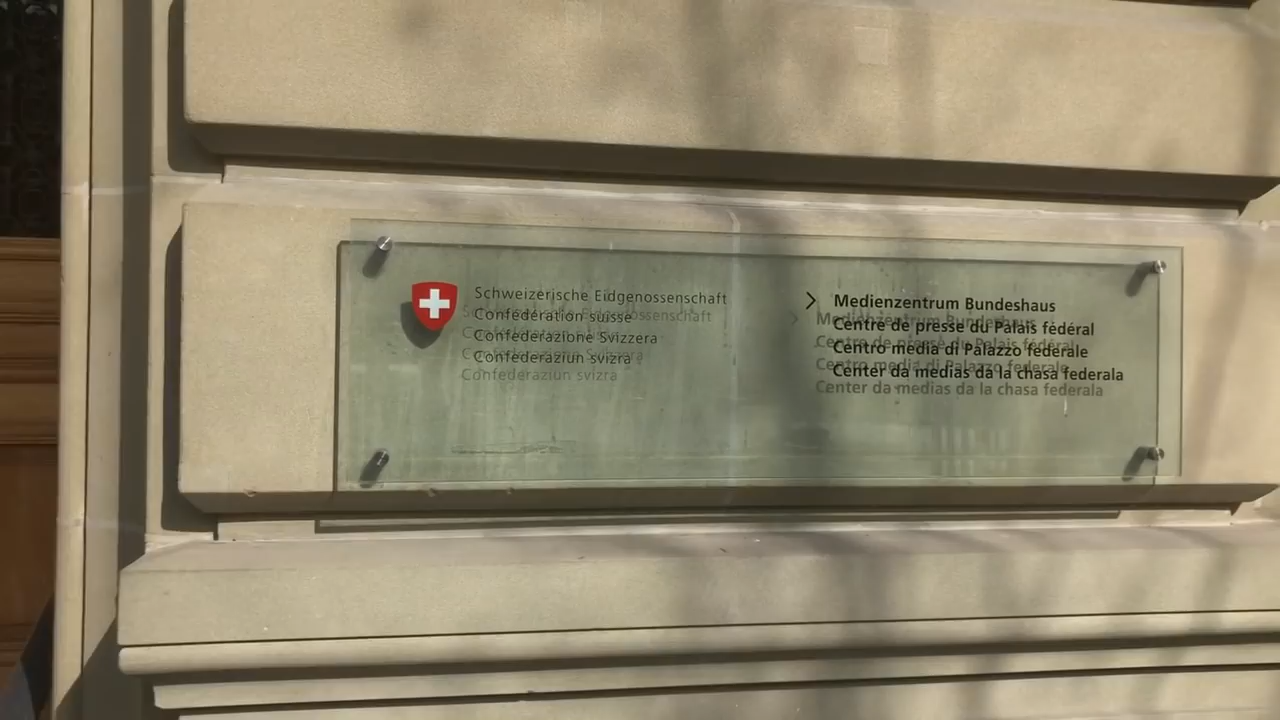 Schweizerische Eidgenossenschaft
Confédération suisse
Confederazione Svizzera
Confederaziun svizra
Medienzentrum Bundeshaus
Centre de presse du Palais fédéral
Centro media di Palazzo federale
Center da medias da la chasa federala